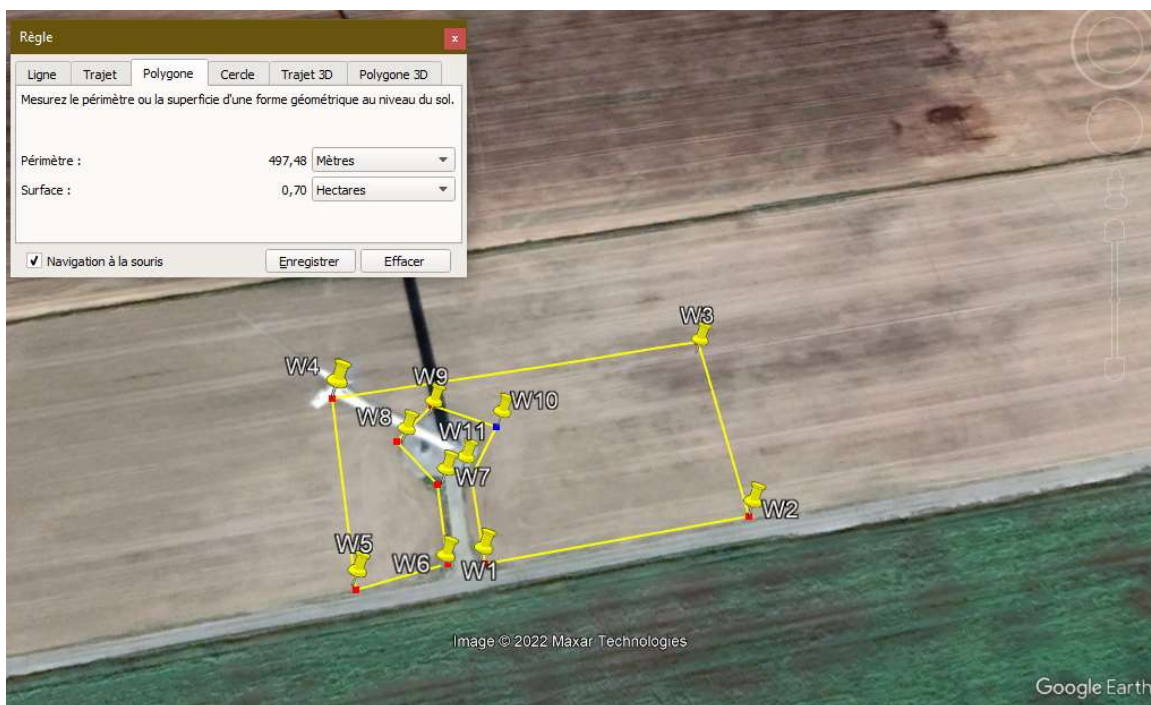 Règle
x
Ligne Trajet Polygone Cercle Trajet 3D Polygone 3D
Mesurez le périmètre ou la superficie d'une forme géométrique au niveau du sol.
Périmètre : 497,48 Mètres
Surface : 0,70 Hectares
Navigation à la souris Enregistrer Effacer
W3
W4
W9
W8
W10
W11
W7
W2
W5
W6
W1
Image © 2022 Maxar Technologies
Google Earth